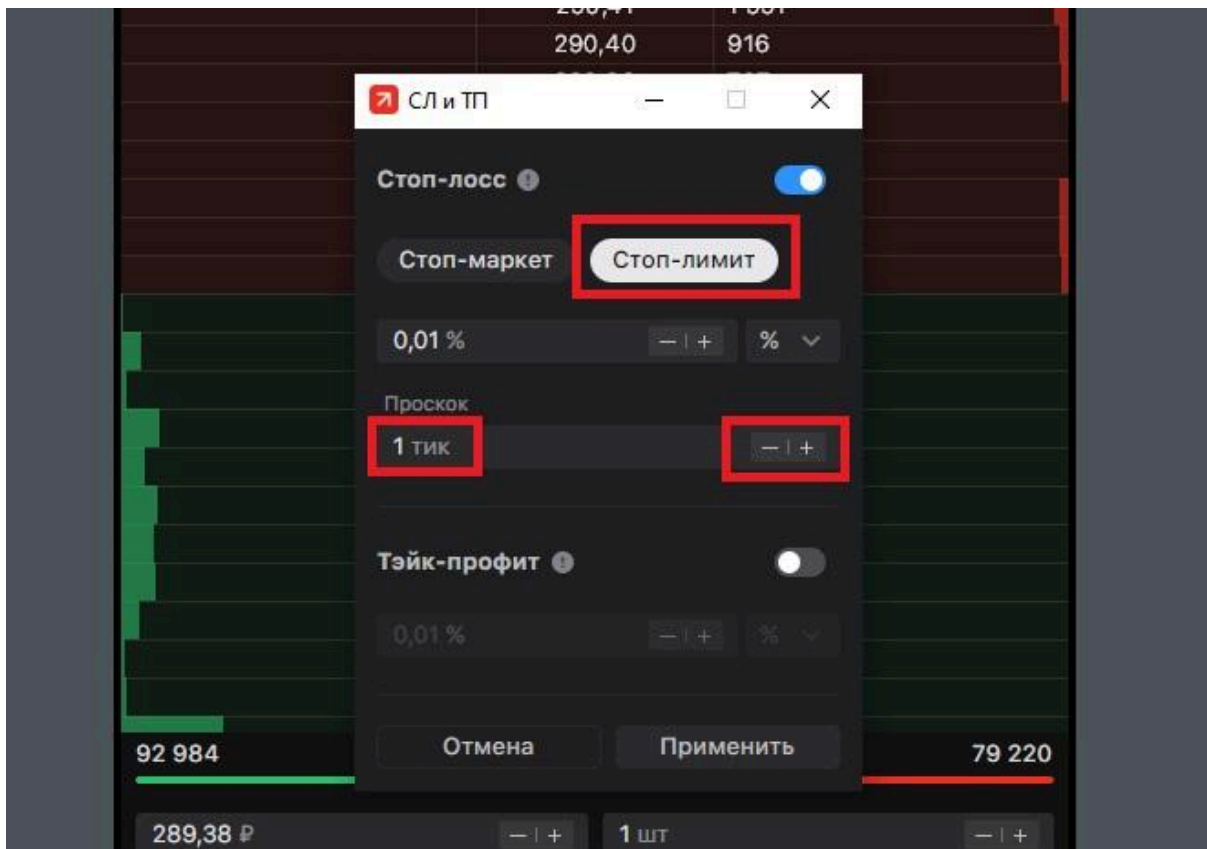 290,40 916
СЛ и ТП
Стоп-лосс
Стоп-маркет Стоп-лимит
0,01 % — | + %
Проскок
1 тик — | +
Тэйк-профит
0,01 % — | + %
Отмена Применить
92 984 79 220
289,38 ₽ — | + 1 шт — | +